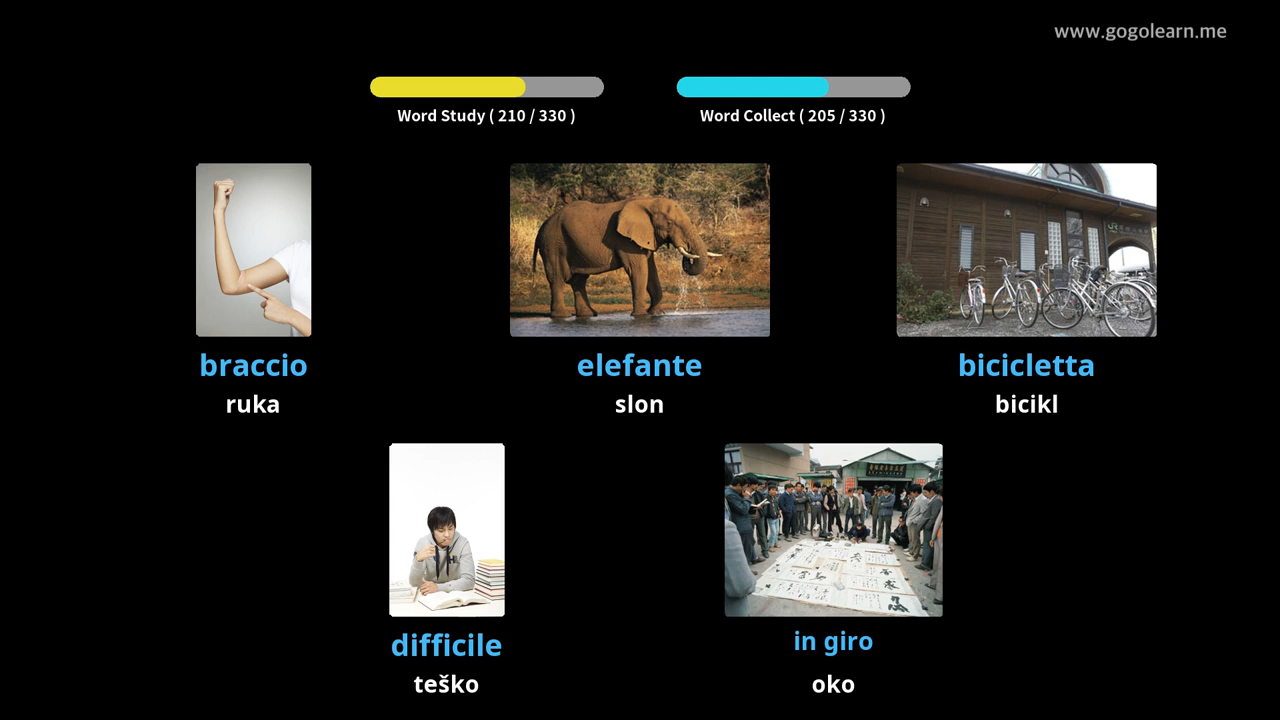 www.gogolearn.me
Word Study ( 210 / 330 )
Word Collect ( 205 / 330 )
braccio
ruka
elefante
slon
bicicletta
bicikl
difficile
teško
in giro
oko